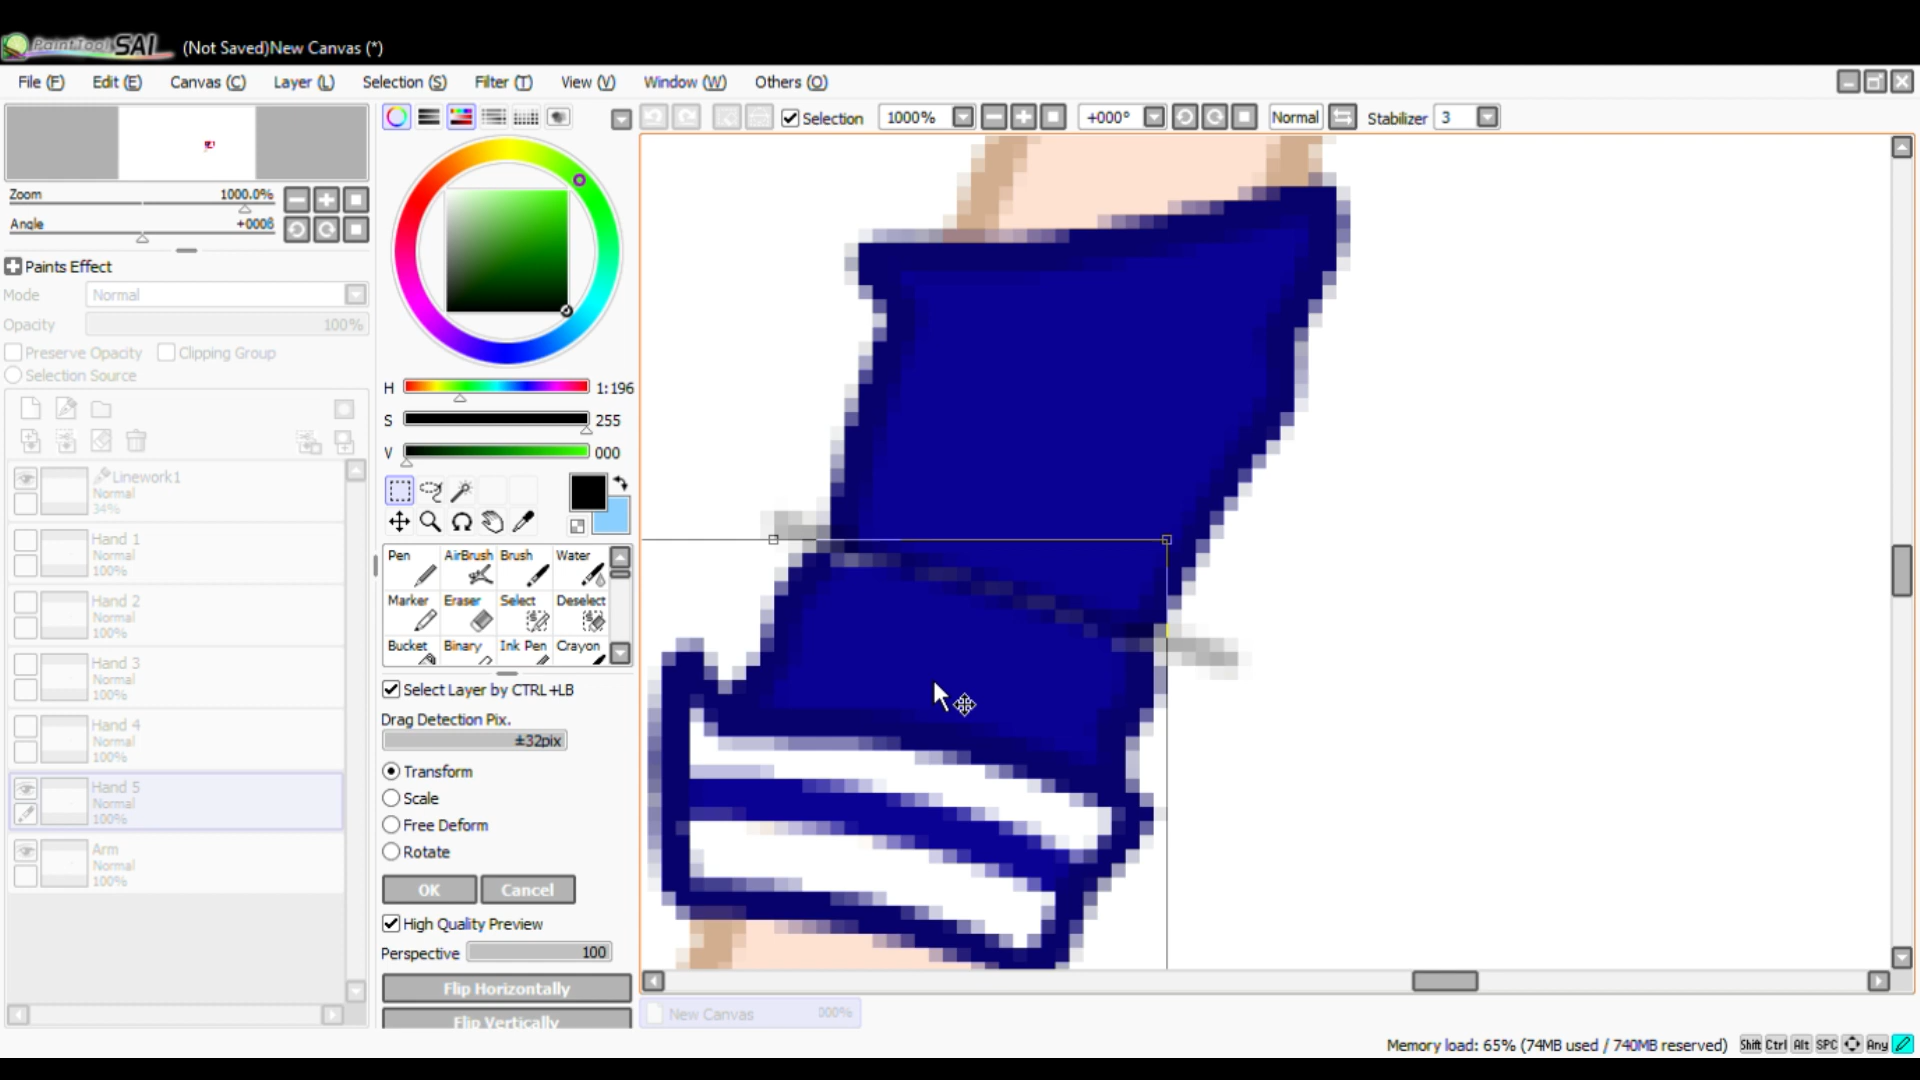 PaintTool SAI (Not Saved)New Canvas (*)
File (F) Edit (E) Canvas (C) Layer (L) Selection (S) Filter (T) View (V) Window (W) Others (O)
Selection 1000% +000° Normal Stabilizer 3
Zoom 1000.0%
Angle
Paints Effect
Mode Normal
Opacity 100%
Preserve Opacity Clipping Group
Selection Source
Linework1
Normal
34%
Hand 1
Normal
100%
Hand 2
Normal
100%
Hand 3
Normal
100%
Hand 4
Normal
100%
Hand 5
Normal
100%
Arm
Normal
100%
H 1:196
S 255
V 000
Pen AirBrush Brush Water
Marker Eraser Select Deselect
Bucket Binary Ink Pen Crayon
Select Layer by CTRL+LB
Drag Detection Pix.
±32pix
Transform
Scale
Free Deform
Rotate
OK Cancel
High Quality Preview
Perspective 100
Flip Horizontally
Flip Vertically
New Canvas 000%
Memory load: 65% (74MB used / 740MB reserved) Shift Ctrl Alt SPC Any